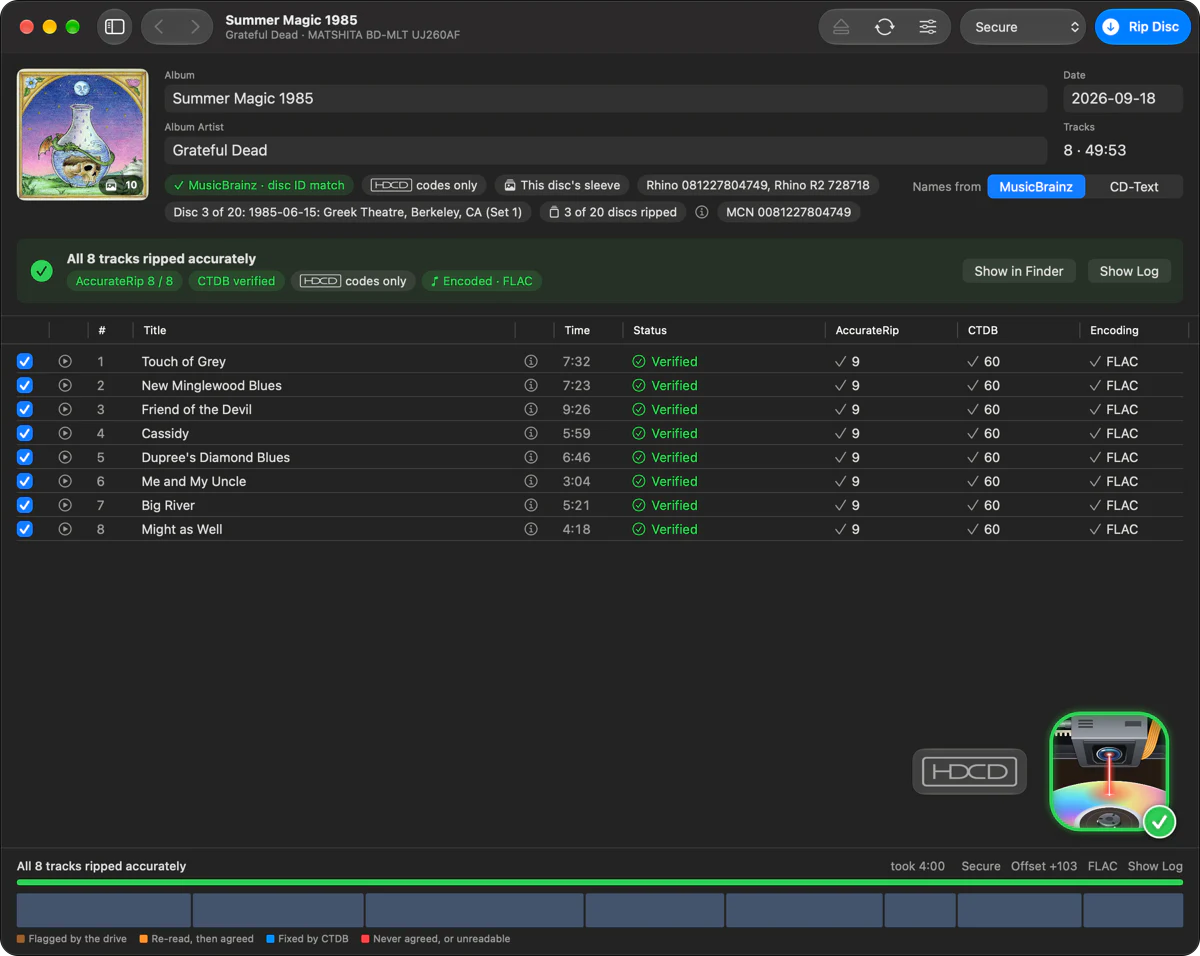 Summer Magic 1985
Grateful Dead · MATSHITA BD-MLT UJ260AF
Secure
Rip Disc
Album
Summer Magic 1985
Date
2026-09-18
Album Artist
Grateful Dead
Tracks
8 · 49:53
10
MusicBrainz · disc ID match
HDCD codes only
This disc's sleeve
Rhino 081227804749, Rhino R2 728718
Names from
MusicBrainz
CD-Text
Disc 3 of 20: 1985-06-15: Greek Theatre, Berkeley, CA (Set 1)
3 of 20 discs ripped
MCN 0081227804749
All 8 tracks ripped accurately
AccurateRip 8 / 8
CTDB verified
HDCD codes only
Encoded · FLAC
Show in Finder
Show Log
# Title Time Status AccurateRip CTDB Encoding
1 Touch of Grey 7:32 Verified 9 60 FLAC
2 New Minglewood Blues 7:23 Verified 9 60 FLAC
3 Friend of the Devil 9:26 Verified 9 60 FLAC
4 Cassidy 5:59 Verified 9 60 FLAC
5 Dupree's Diamond Blues 6:46 Verified 9 60 FLAC
6 Me and My Uncle 3:04 Verified 9 60 FLAC
7 Big River 5:21 Verified 9 60 FLAC
8 Might as Well 4:18 Verified 9 60 FLAC
HDCD
All 8 tracks ripped accurately
took 4:00 Secure Offset +103 FLAC Show Log
Flagged by the drive
Re-read, then agreed
Fixed by CTDB
Never agreed, or unreadable